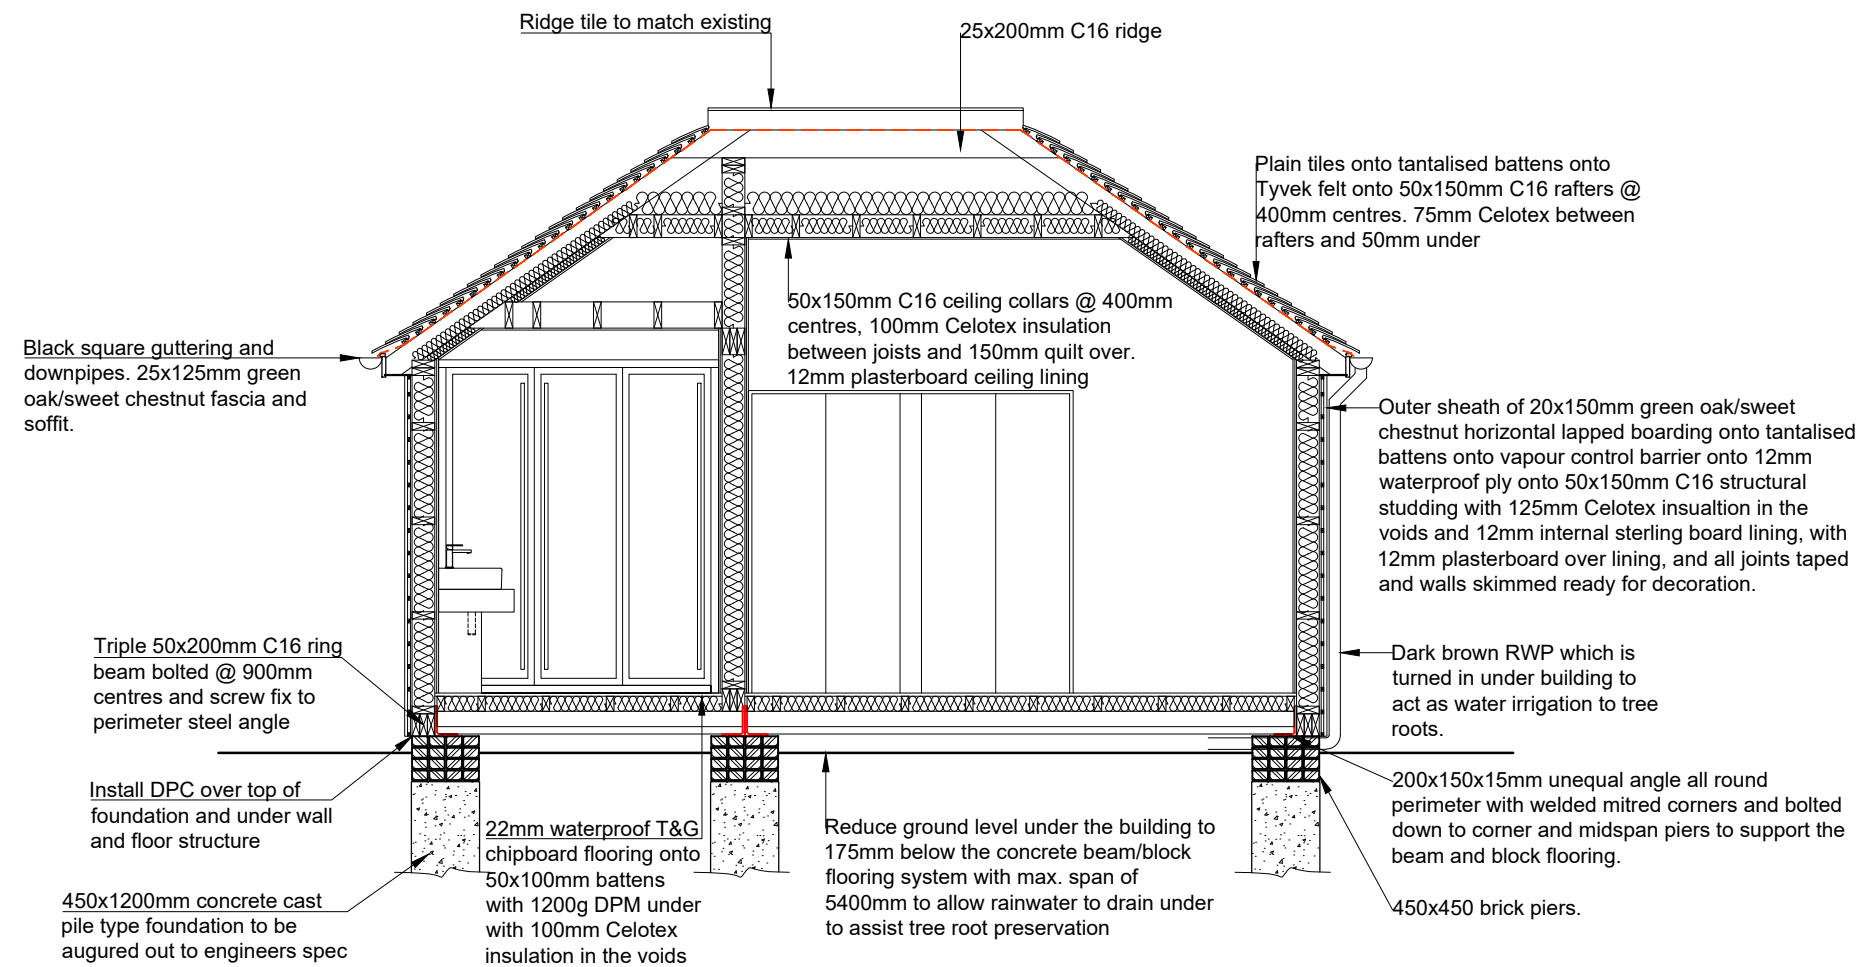 Ridge tile to match existing
25x200mm C16 ridge
Plain tiles onto tantalised battens onto
Tyvek felt onto 50x150mm C16 rafters @
400mm centres. 75mm Celotex between
rafters and 50mm under
50x150mm C16 ceiling collars @ 400mm
centres, 100mm Celotex insulation
between joists and 150mm quilt over.
12mm plasterboard ceiling lining
Black square guttering and
downpipes. 25x125mm green
oak/sweet chestnut fascia and
soffit.
Outer sheath of 20x150mm green oak/sweet
chestnut horizontal lapped boarding onto tantalised
battens onto vapour control barrier onto 12mm
waterproof ply onto 50x150mm C16 structural
studding with 125mm Celotex insualtion in the
voids and 12mm internal sterling board lining, with
12mm plasterboard over lining, and all joints taped
and walls skimmed ready for decoration.
Triple 50x200mm C16 ring
beam bolted @ 900mm
centres and screw fix to
perimeter steel angle
Dark brown RWP which is
turned in under building to
act as water irrigation to tree
roots.
Install DPC over top of
foundation and under wall
and floor structure
200x150x15mm unequal angle all round
perimeter with welded mitred corners and bolted
down to corner and midspan piers to support the
beam and block flooring.
22mm waterproof T&G
chipboard flooring onto
50x100mm battens
with 1200g DPM under
with 100mm Celotex
insulation in the voids
Reduce ground level under the building to
175mm below the concrete beam/block
flooring system with max. span of
5400mm to allow rainwater to drain under
to assist tree root preservation
450x1200mm concrete cast
pile type foundation to be
augured out to engineers spec
450x450 brick piers.